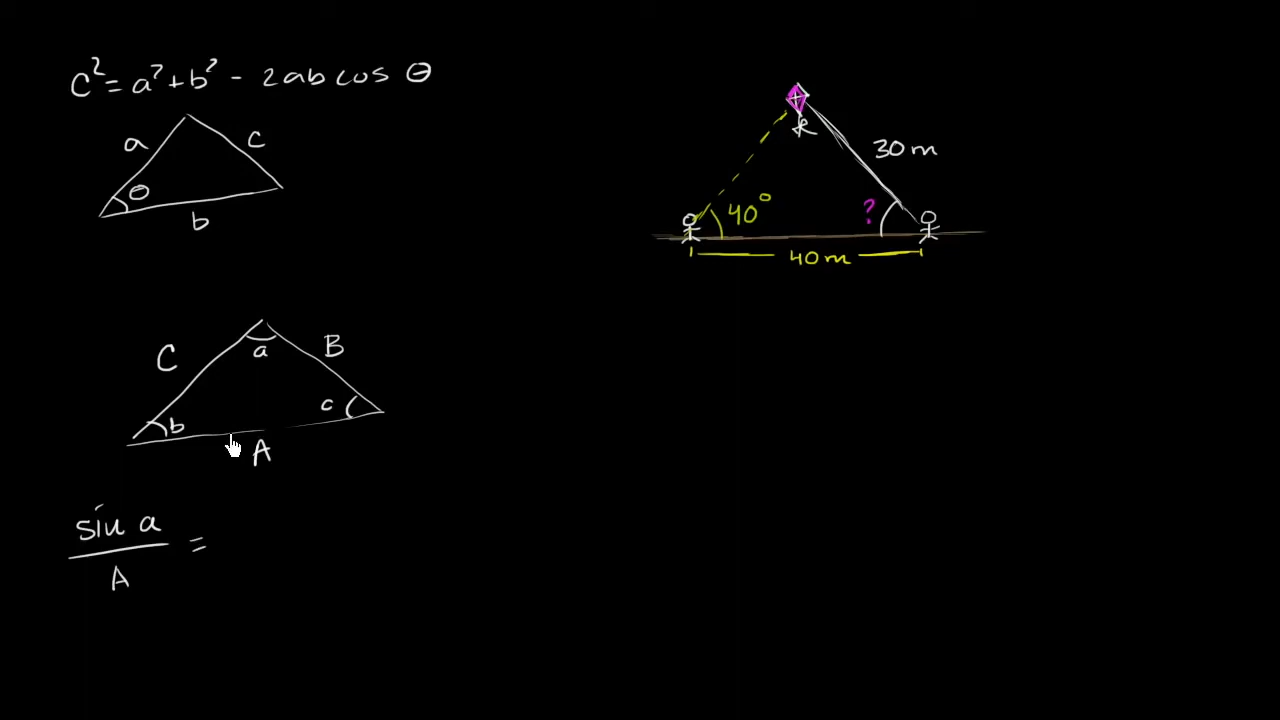 c² = a² + b² - 2ab cos θ
a
c
θ
b
30 m
40°
?
40 m
C
B
a
b
c
A
sin a
A
=